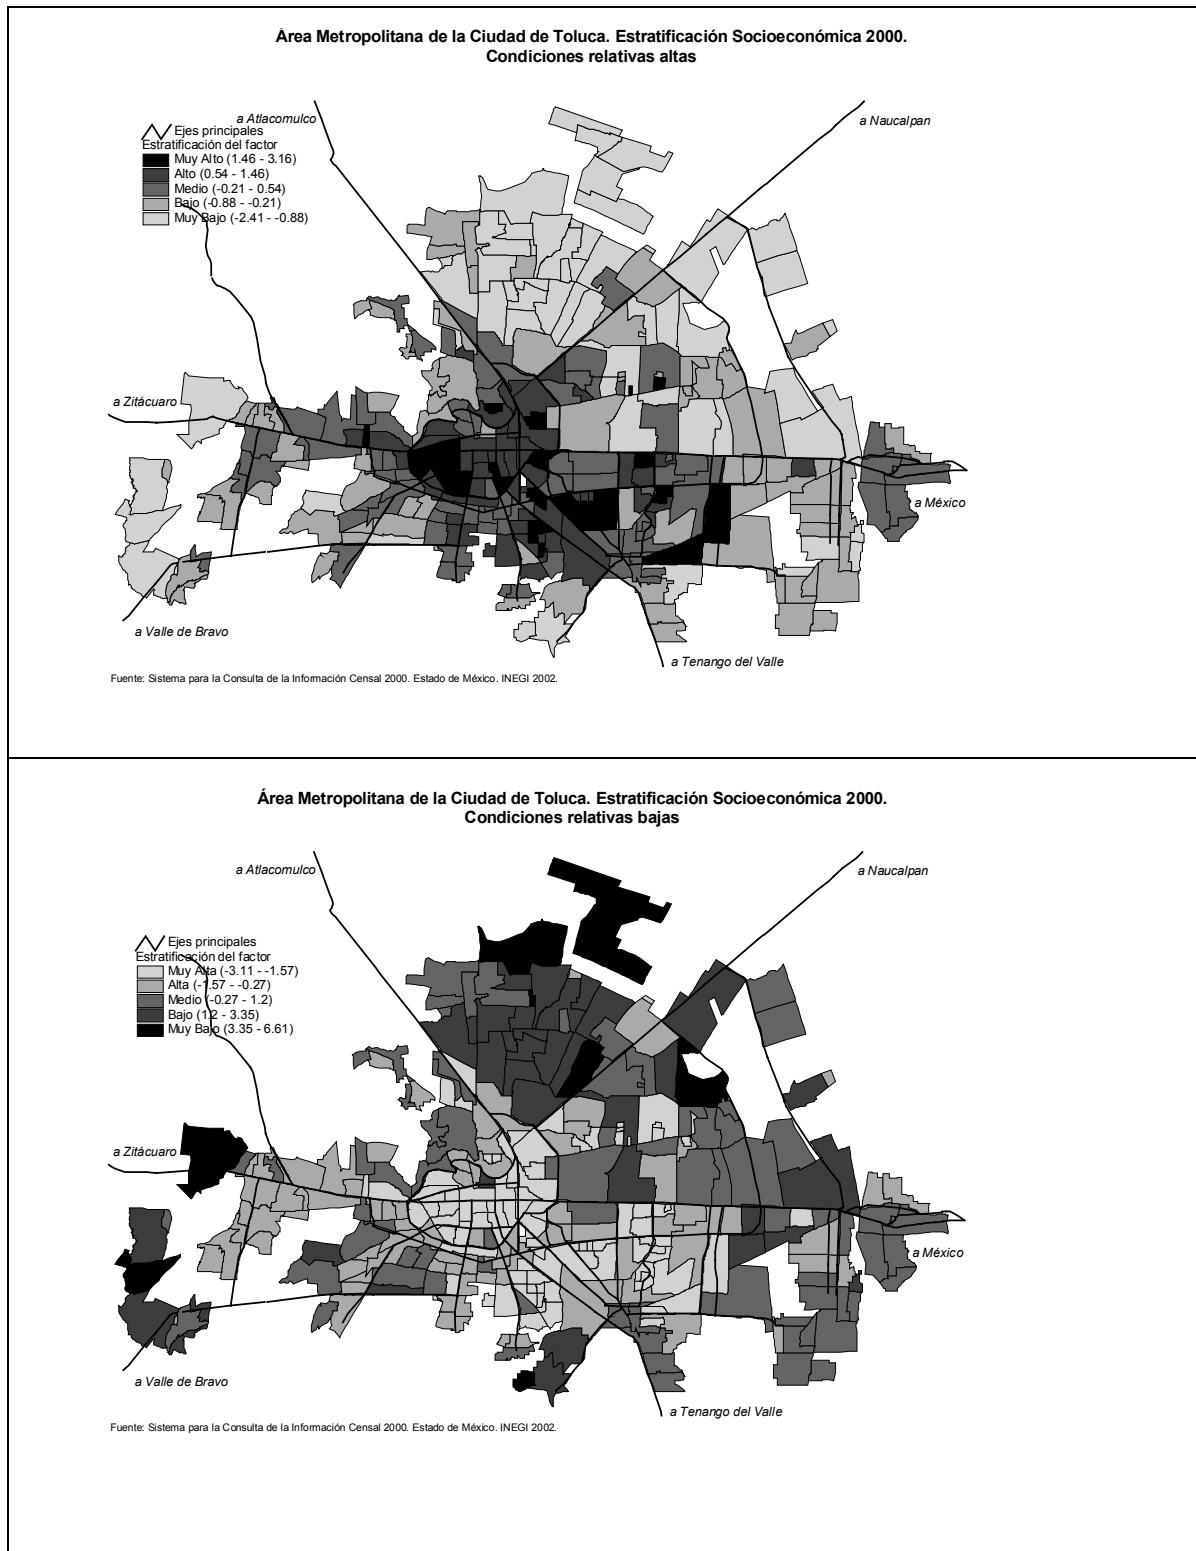 Área Metropolitana de la Ciudad de Toluca. Estratificación Socioeconómica 2000.
Condiciones relativas altas
a Atlacomulco
a Naucalpan
Ejes principales
Estratificación del factor
Muy Alto (1.46 - 3.16)
Alto (0.54 - 1.46)
Medio (-0.21 - 0.54)
Bajo (-0.88 - -0.21)
Muy Bajo (-2.41 - -0.88)
a Zitácuaro
a México
a Valle de Bravo
a Tenango del Valle
Fuente: Sistema para la Consulta de la Información Censal 2000. Estado de México. INEGI 2002.
Área Metropolitana de la Ciudad de Toluca. Estratificación Socioeconómica 2000.
Condiciones relativas bajas
a Atlacomulco
a Naucalpan
Ejes principales
Estratificación del factor
Muy Alta (-3.11 - -1.57)
Alta (-1.57 - -0.27)
Medio (-0.27 - 1.2)
Bajo (1.2 - 3.35)
Muy Bajo (3.35 - 6.61)
a Zitácuaro
a México
a Valle de Bravo
a Tenango del Valle
Fuente: Sistema para la Consulta de la Información Censal 2000. Estado de México. INEGI 2002.